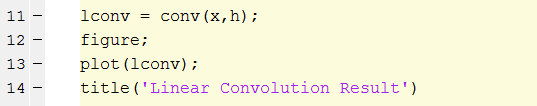 11 – lconv = conv(x,h);
12 – figure;
13 – plot(lconv);
14 – title('Linear Convolution Result')